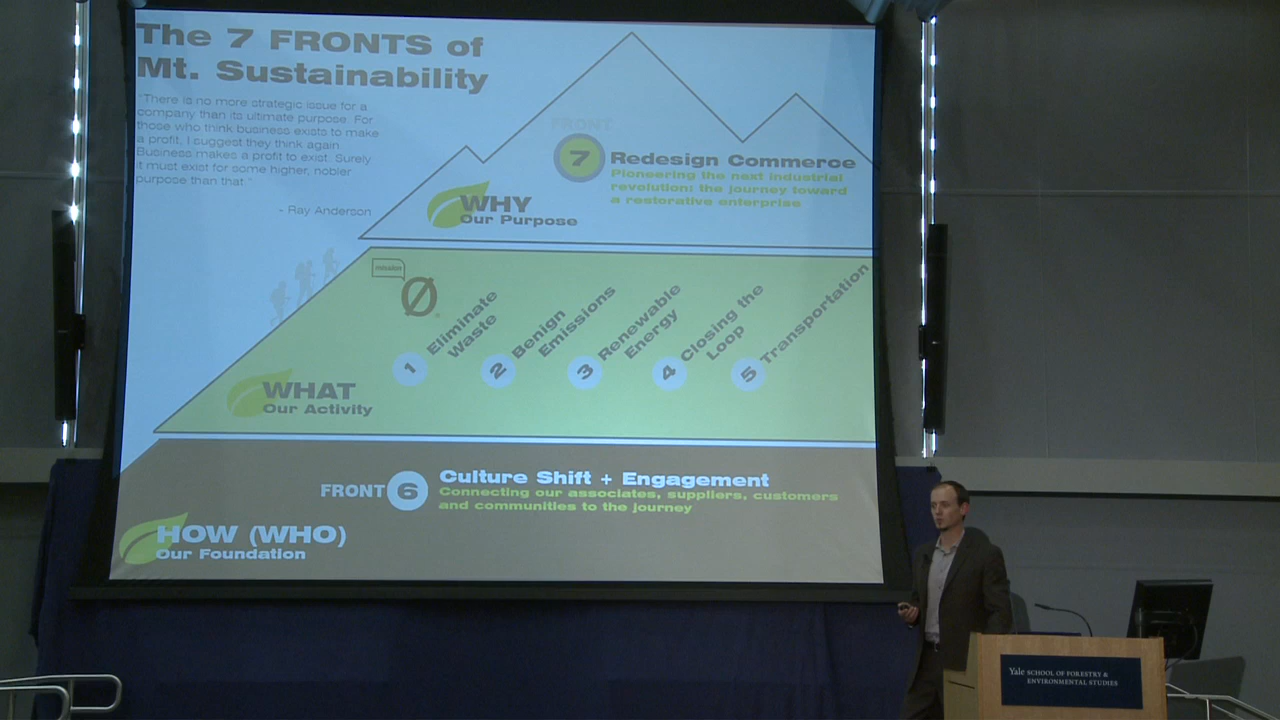 The 7 FRONTS of
Mt. Sustainability
"There is no more strategic issue for a
company than its ultimate purpose. For
those who think business exists to make
a profit, I suggest they think again.
Business makes a profit to exist. Surely
it must exist for some higher, nobler
purpose than that."
- Ray Anderson
FRONT
7
Redesign Commerce
Pioneering the next industrial
revolution: the journey toward
a restorative enterprise
WHY
Our Purpose
mission
Ø
1
Eliminate
Waste
2
Benign
Emissions
3
Renewable
Energy
4
Closing the
Loop
5
Transportation
WHAT
Our Activity
FRONT 6
Culture Shift + Engagement
Connecting our associates, suppliers, customers
and communities to the journey
HOW (WHO)
Our Foundation
Yale SCHOOL OF FORESTRY &
ENVIRONMENTAL STUDIES